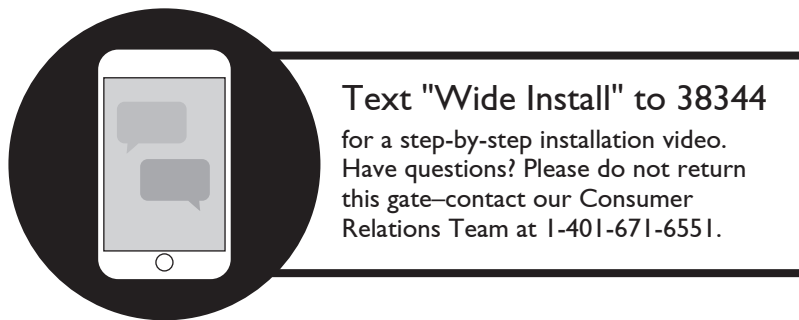 Text "Wide Install" to 38344
for a step-by-step installation video.
Have questions? Please do not return
this gate–contact our Consumer
Relations Team at 1-401-671-6551.